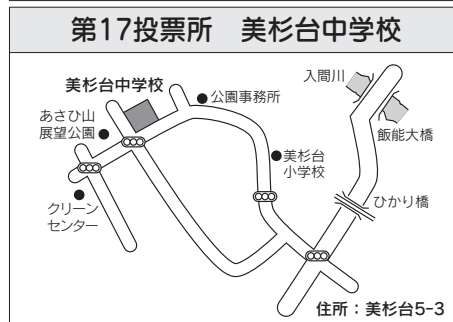 第17投票所　美杉台中学校
入間川
美杉台中学校
公園事務所
あさひ山
展望公園
飯能大橋
美杉台
小学校
クリーン
センター
ひかり橋
住所：美杉台5-3